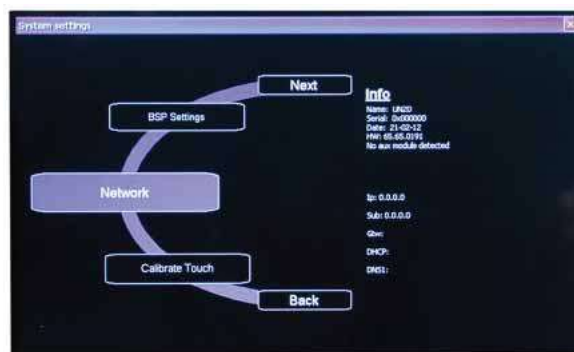 System settings
Next
BSP Settings
Network
Calibrate Touch
Back
Info
Name: UN20
Serial: 0x000000
Date: 21-02-12
HW: 65.65.0191
No aux module detected
Ip: 0.0.0.0
Sub: 0.0.0.0
Gtw:
DHCP:
DNS1: